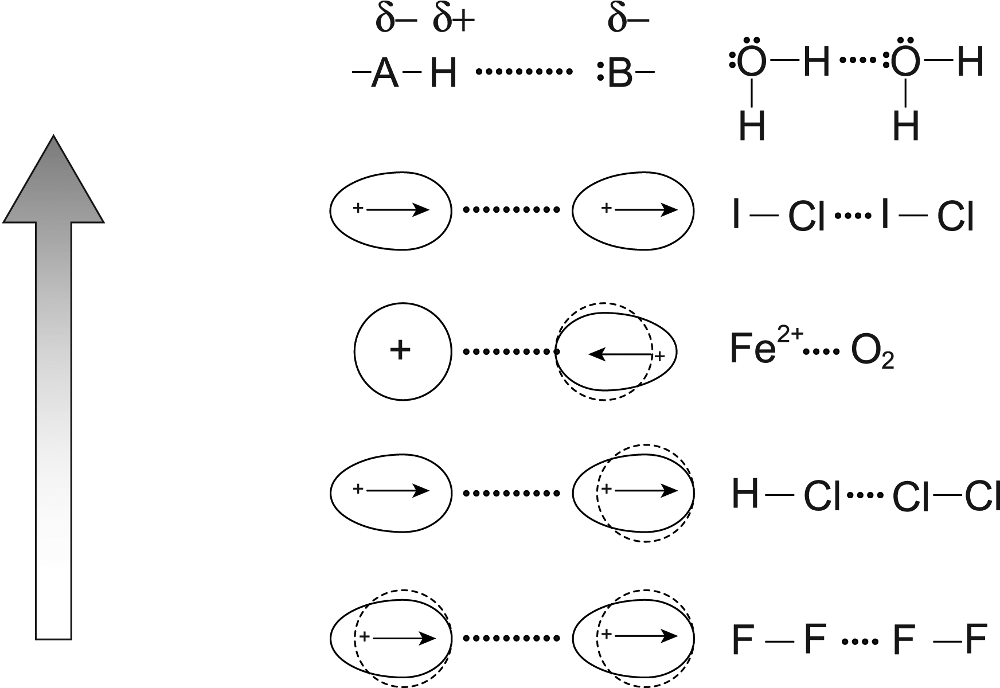 δ– δ+ δ–
–A–H •••••••••• :B–
:Ö–H •••• :Ö–H
H H
+ +
I–Cl •••• I–Cl
+ +
Fe²⁺ •••• O₂
+ +
H–Cl •••• Cl–Cl
+ +
F–F •••• F–F